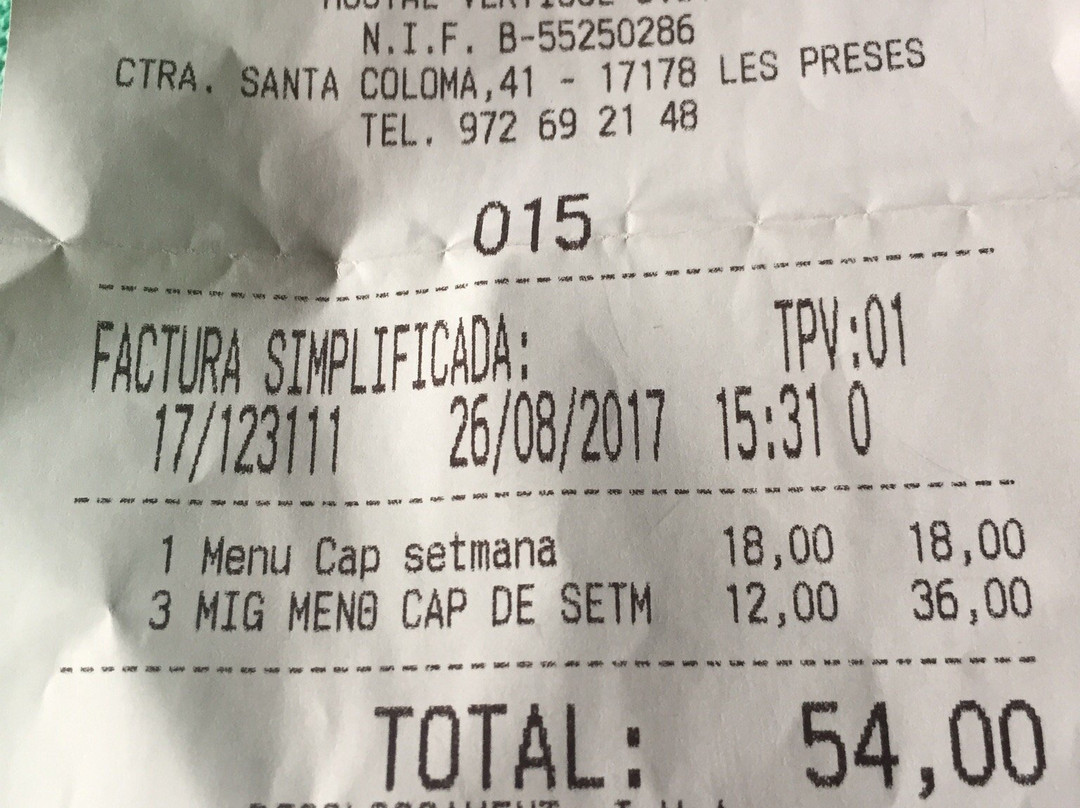 N.I.F. B-55250286
CTRA. SANTA COLOMA,41 - 17178 LES PRESES
TEL. 972 69 21 48
015
FACTURA SIMPLIFICADA: TPV:01
17/123111 26/08/2017 15:31 0
1 Menu Cap setmana 18,00 18,00
3 MIG MENÚ CAP DE SETM 12,00 36,00
TOTAL: 54,00